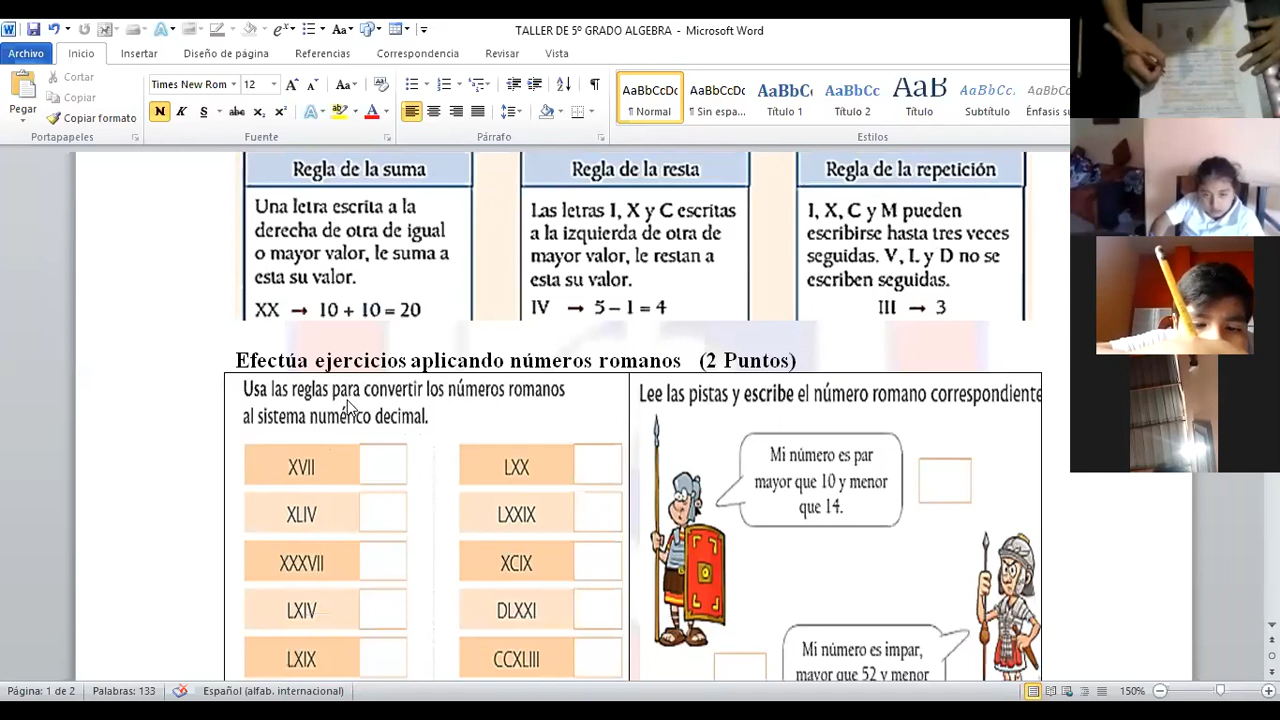 TALLER DE 5º GRADO ALGEBRA - Microsoft Word
Archivo
Inicio
Insertar
Diseño de página
Referencias
Correspondencia
Revisar
Vista
Pegar
Cortar
Copiar
Copiar formato
Portapapeles
Times New Rom
12
Fuente
Párrafo
AaBbCcDc
¶ Normal
AaBbCcDc
¶ Sin espa...
AaBbC
Título 1
AaBbCc
Título 2
AaB
Título
AaBbCc.
Subtítulo
AaBbCcDc
Énfasis s
Estilos
Regla de la suma
Una letra escrita a la
derecha de otra de igual
o mayor valor, le suma a
esta su valor.
XX → 10 + 10 = 20
Regla de la resta
Las letras I, X y C escritas
a la izquierda de otra de
mayor valor, le restan a
esta su valor.
IV → 5 – 1 = 4
Regla de la repetición
I, X, C y M pueden
escribirse hasta tres veces
seguidas. V, L y D no se
escriben seguidas.
III → 3
Efectúa ejercicios aplicando números romanos (2 Puntos)
Usa las reglas para convertir los números romanos
al sistema numérico decimal.
XVII
LXX
XLIV
LXXIX
XXXVII
XCIX
LXIV
DLXXI
LXIX
CCXLIII
Lee las pistas y escribe el número romano correspondiente
Mi número es par
mayor que 10 y menor
que 14.
Mi número es impar,
mayor que 52 y menor
Página: 1 de 2
Palabras: 133
Español (alfab. internacional)
150%